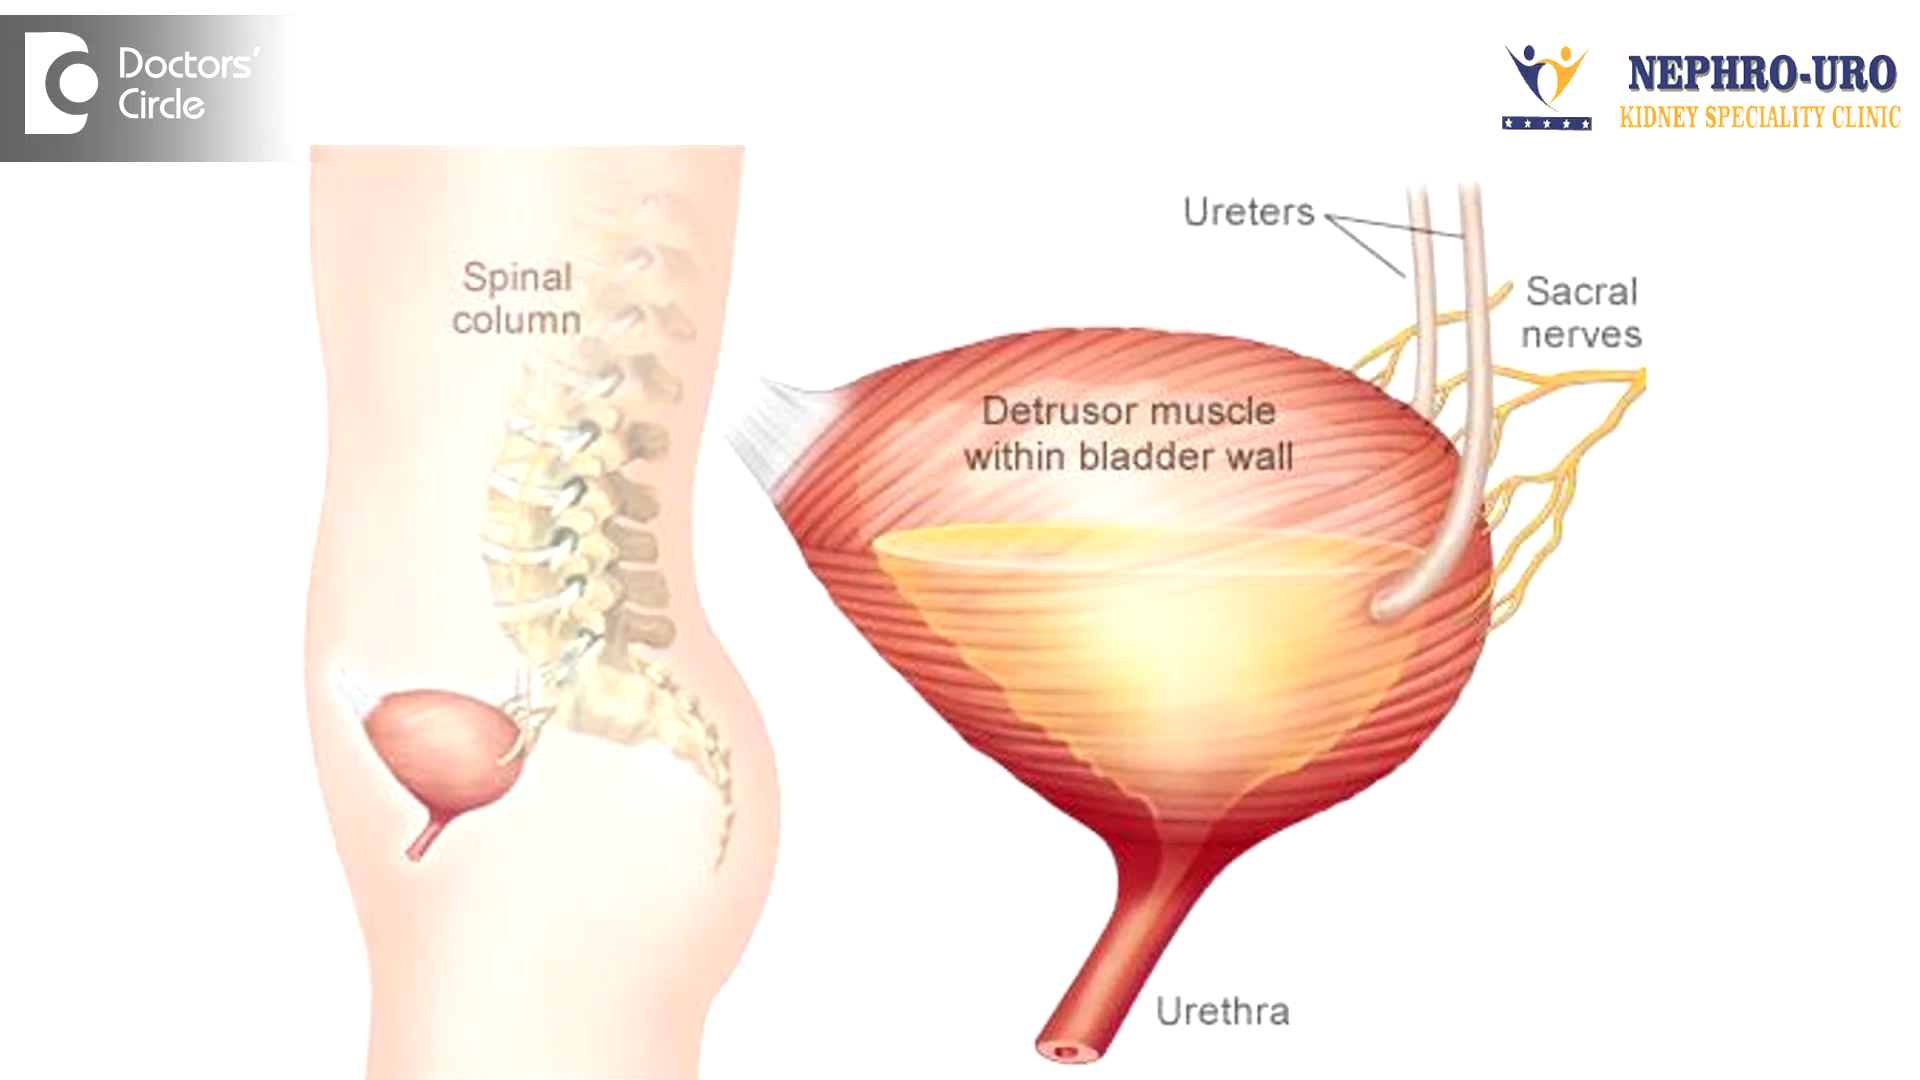 Doctors'
Circle
NEPHRO-URO
KIDNEY SPECIALITY CLINIC
Spinal
column
Ureters
Sacral
nerves
Detrusor muscle
within bladder wall
Urethra